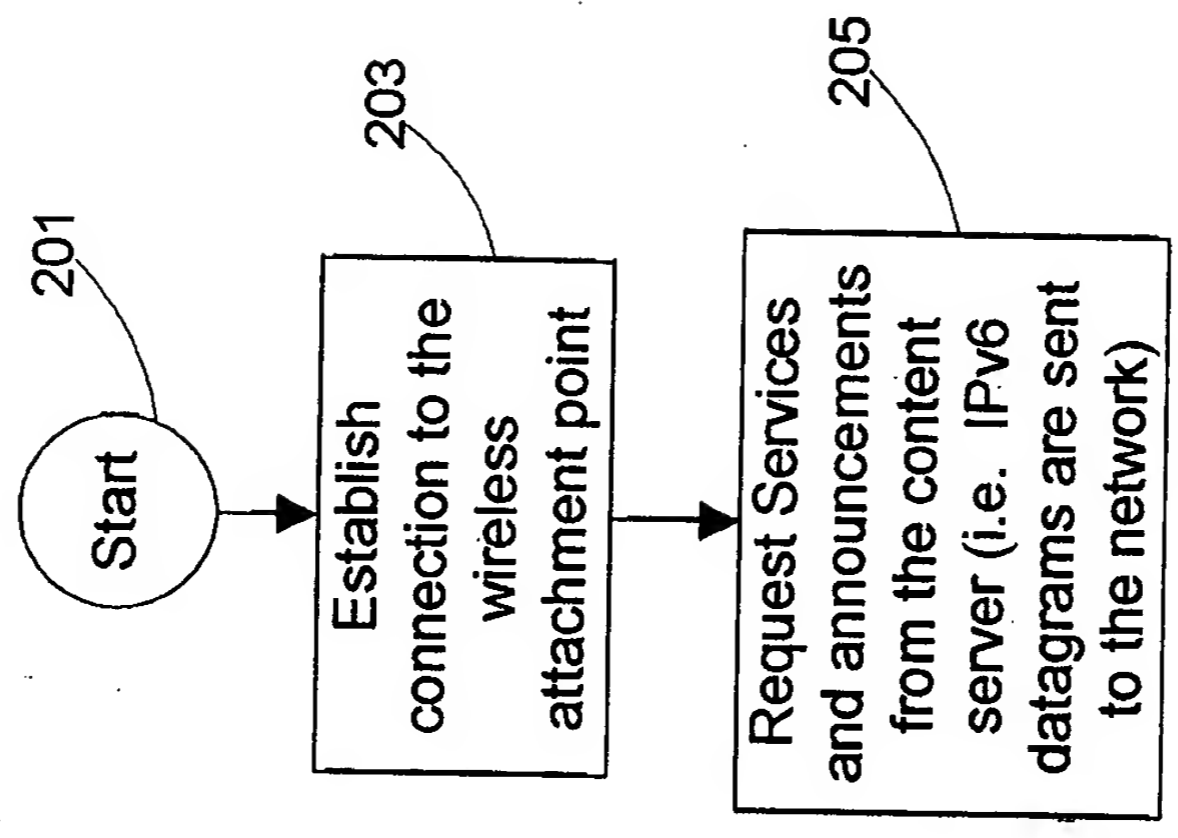 201
Start
203
Establish
connection to the
wireless
attachment point
205
Request Services
and announcements
from the content
server (i.e. IPv6
datagrams are sent
to the network)